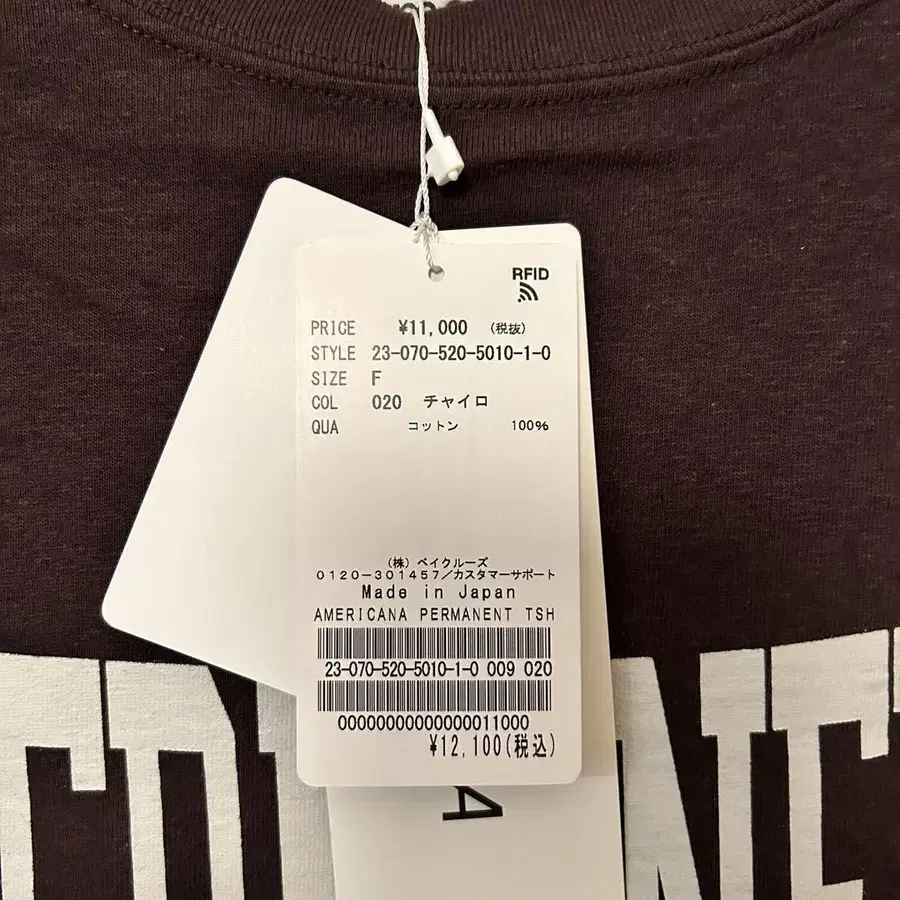 RFID
PRICE ¥11,000 (税抜)
STYLE 23-070-520-5010-1-0
SIZE F
COL 020 チャイロ
QUA コットン 100%
(株) ベイクルーズ
0120-301457/カスタマーサポート
Made in Japan
AMERICANA PERMANENT TSH
23-070-520-5010-1-0 009 020
00000000000000011000
¥12,100(税込)
A